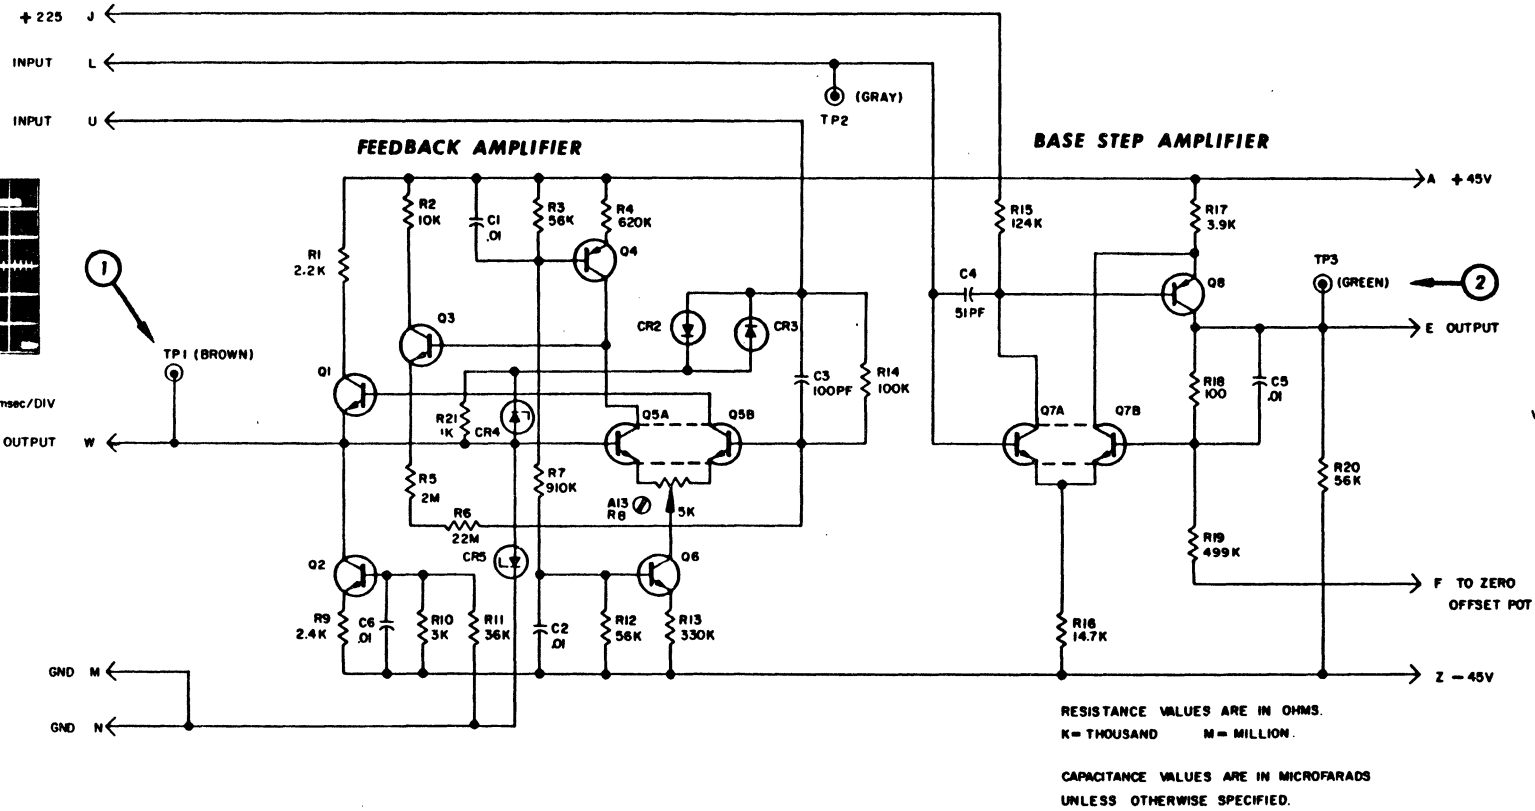 + 225 J
INPUT L
(GRAY)
TP2
INPUT U
FEEDBACK AMPLIFIER
BASE STEP AMPLIFIER
A + 45V
R2
10K
C1
.01
R3
56K
R4
620K
R15
124K
R17
3.9K
R1
2.2K
Q4
1
TP1 (BROWN)
C4
51PF
Q8
TP3
(GREEN)
2
Q3
CR2
CR3
E OUTPUT
Q1
C3
100PF
R14
100K
R18
100
C5
.01
msec/DIV
R21
1K
CR4
Q5A
Q5B
Q7A
Q7B
OUTPUT W
R5
2M
R7
910K
A13
R8
5K
R20
56K
R6
22M
CR5
Q6
R19
499K
Q2
F TO ZERO
OFFSET POT
R9
2.4K
C6
.01
R10
3K
R11
36K
C2
.01
R12
56K
R13
330K
R16
14.7K
GND M
Z - 45V
GND N
RESISTANCE VALUES ARE IN OHMS.
K= THOUSAND M= MILLION.
CAPACITANCE VALUES ARE IN MICROFARADS
UNLESS OTHERWISE SPECIFIED.